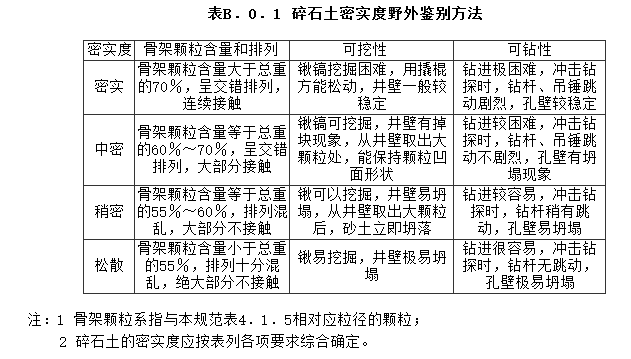 表B．0．1 碎石土密实度野外鉴别方法
密实度 骨架颗粒含量和排列 可挖性 可钻性
密实
骨架颗粒含量大于总重
的70％，呈交错排列，
连续接触
锹镐挖掘困难，用撬棍
方能松动，井壁一般较
稳定
钻进极困难，冲击钻
探时，钻杆、吊锤跳
动剧烈，孔壁较稳定
中密
骨架颗粒含量等于总重
的60％～70％，呈交错
排列，大部分接触
锹镐可挖掘，井壁有掉
块现象，从井壁取出大
颗粒处，能保持颗粒凹
面形状
钻进较困难，冲击钻
探时，钻杆、吊锤跳
动不剧烈，孔壁有坍
塌现象
稍密
骨架颗粒含量等于总重
的55％～60％，排列混
乱，大部分不接触
锹可以挖掘，井壁易坍
塌，从井壁取出大颗粒
后，砂土立即坍落
钻进较容易，冲击钻
探时，钻杆稍有跳
动，孔壁易坍塌
松散
骨架颗粒含量小于总重
的55％，排列十分混
乱，绝大部分不接触
锹易挖掘，井壁极易坍
塌
钻进很容易，冲击钻
探时，钻杆无跳动，
孔壁极易坍塌
注：1 骨架颗粒系指与本规范表4．1．5相对应粒径的颗粒；
2 碎石土的密实度应按表列各项要求综合确定。